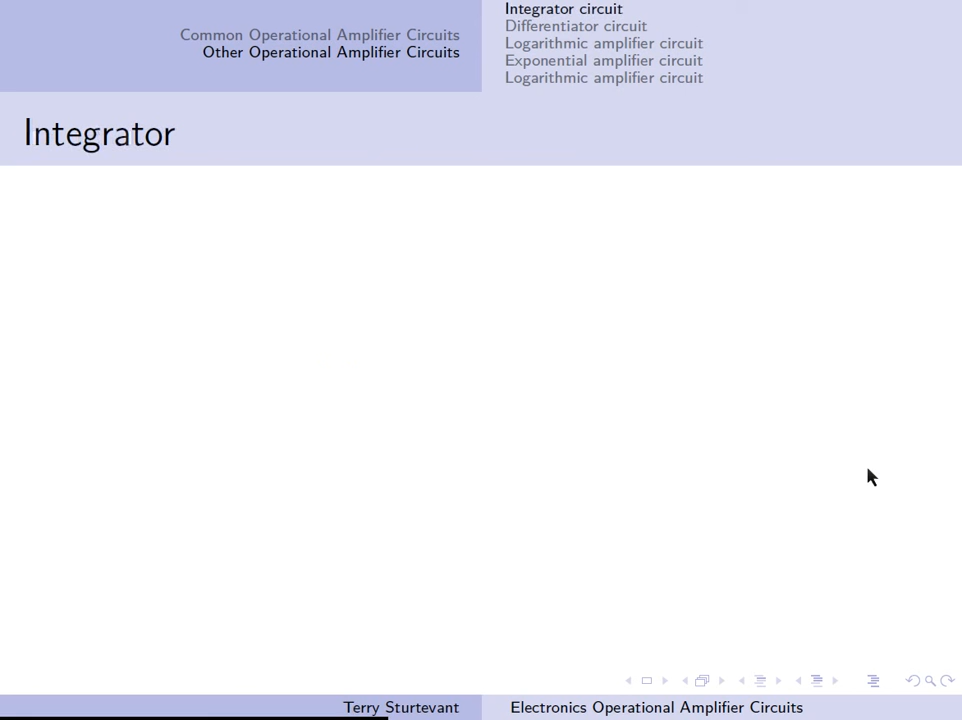 Common Operational Amplifier Circuits
Other Operational Amplifier Circuits
Integrator circuit
Differentiator circuit
Logarithmic amplifier circuit
Exponential amplifier circuit
Logarithmic amplifier circuit
Integrator
Terry Sturtevant
Electronics Operational Amplifier Circuits